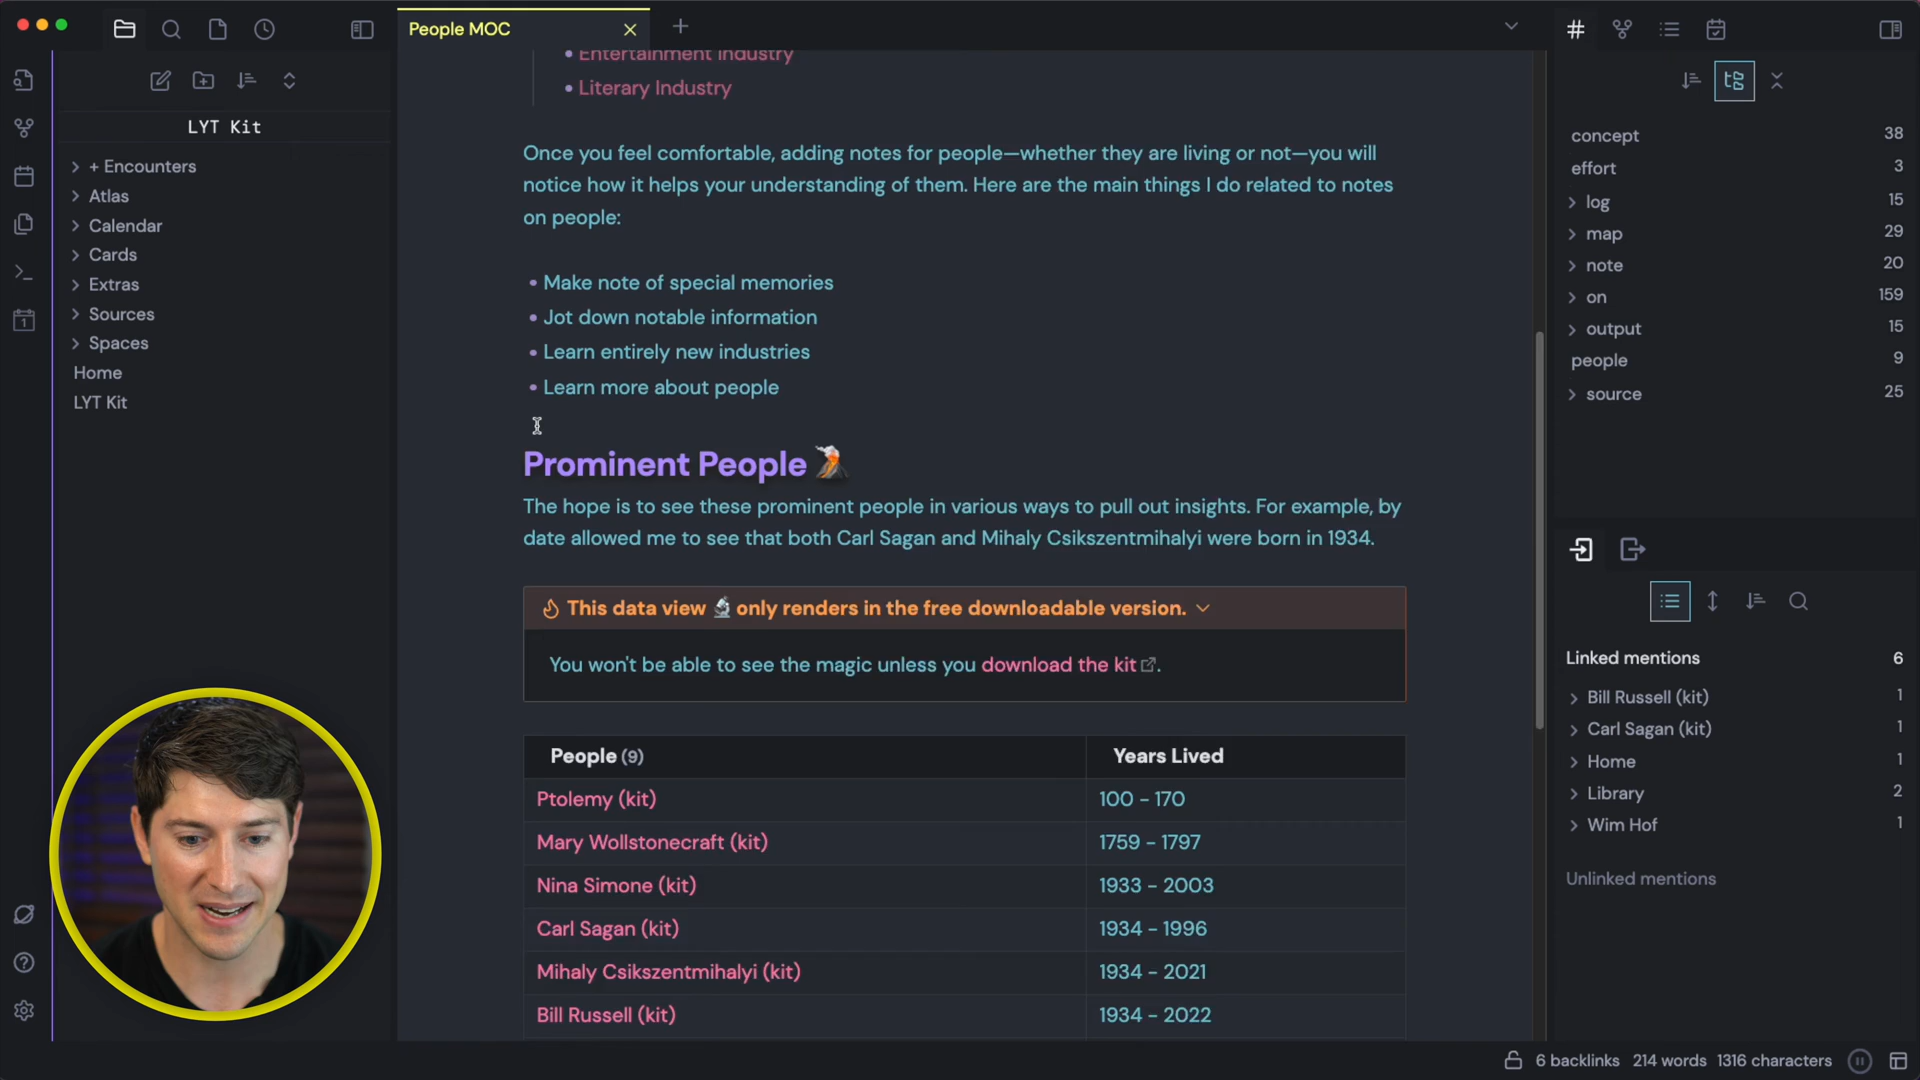 People MOC
LYT Kit
+ Encounters
Atlas
Calendar
Cards
Extras
Sources
Spaces
Home
LYT Kit
1
• Entertainment Industry
• Literary Industry
Once you feel comfortable, adding notes for people—whether they are living or not—you will
notice how it helps your understanding of them. Here are the main things I do related to notes
on people:
• Make note of special memories
• Jot down notable information
• Learn entirely new industries
• Learn more about people
Prominent People 🌋
The hope is to see these prominent people in various ways to pull out insights. For example, by
date allowed me to see that both Carl Sagan and Mihaly Csikszentmihalyi were born in 1934.
This data view 🔬 only renders in the free downloadable version.
You won't be able to see the magic unless you download the kit.
People (9) Years Lived
Ptolemy (kit) 100 - 170
Mary Wollstonecraft (kit) 1759 - 1797
Nina Simone (kit) 1933 - 2003
Carl Sagan (kit) 1934 - 1996
Mihaly Csikszentmihalyi (kit) 1934 - 2021
Bill Russell (kit) 1934 - 2022
concept 38
effort 3
log 15
map 29
note 20
on 159
output 15
people 9
source 25
Linked mentions 6
Bill Russell (kit) 1
Carl Sagan (kit) 1
Home 1
Library 2
Wim Hof 1
Unlinked mentions
6 backlinks 214 words 1316 characters